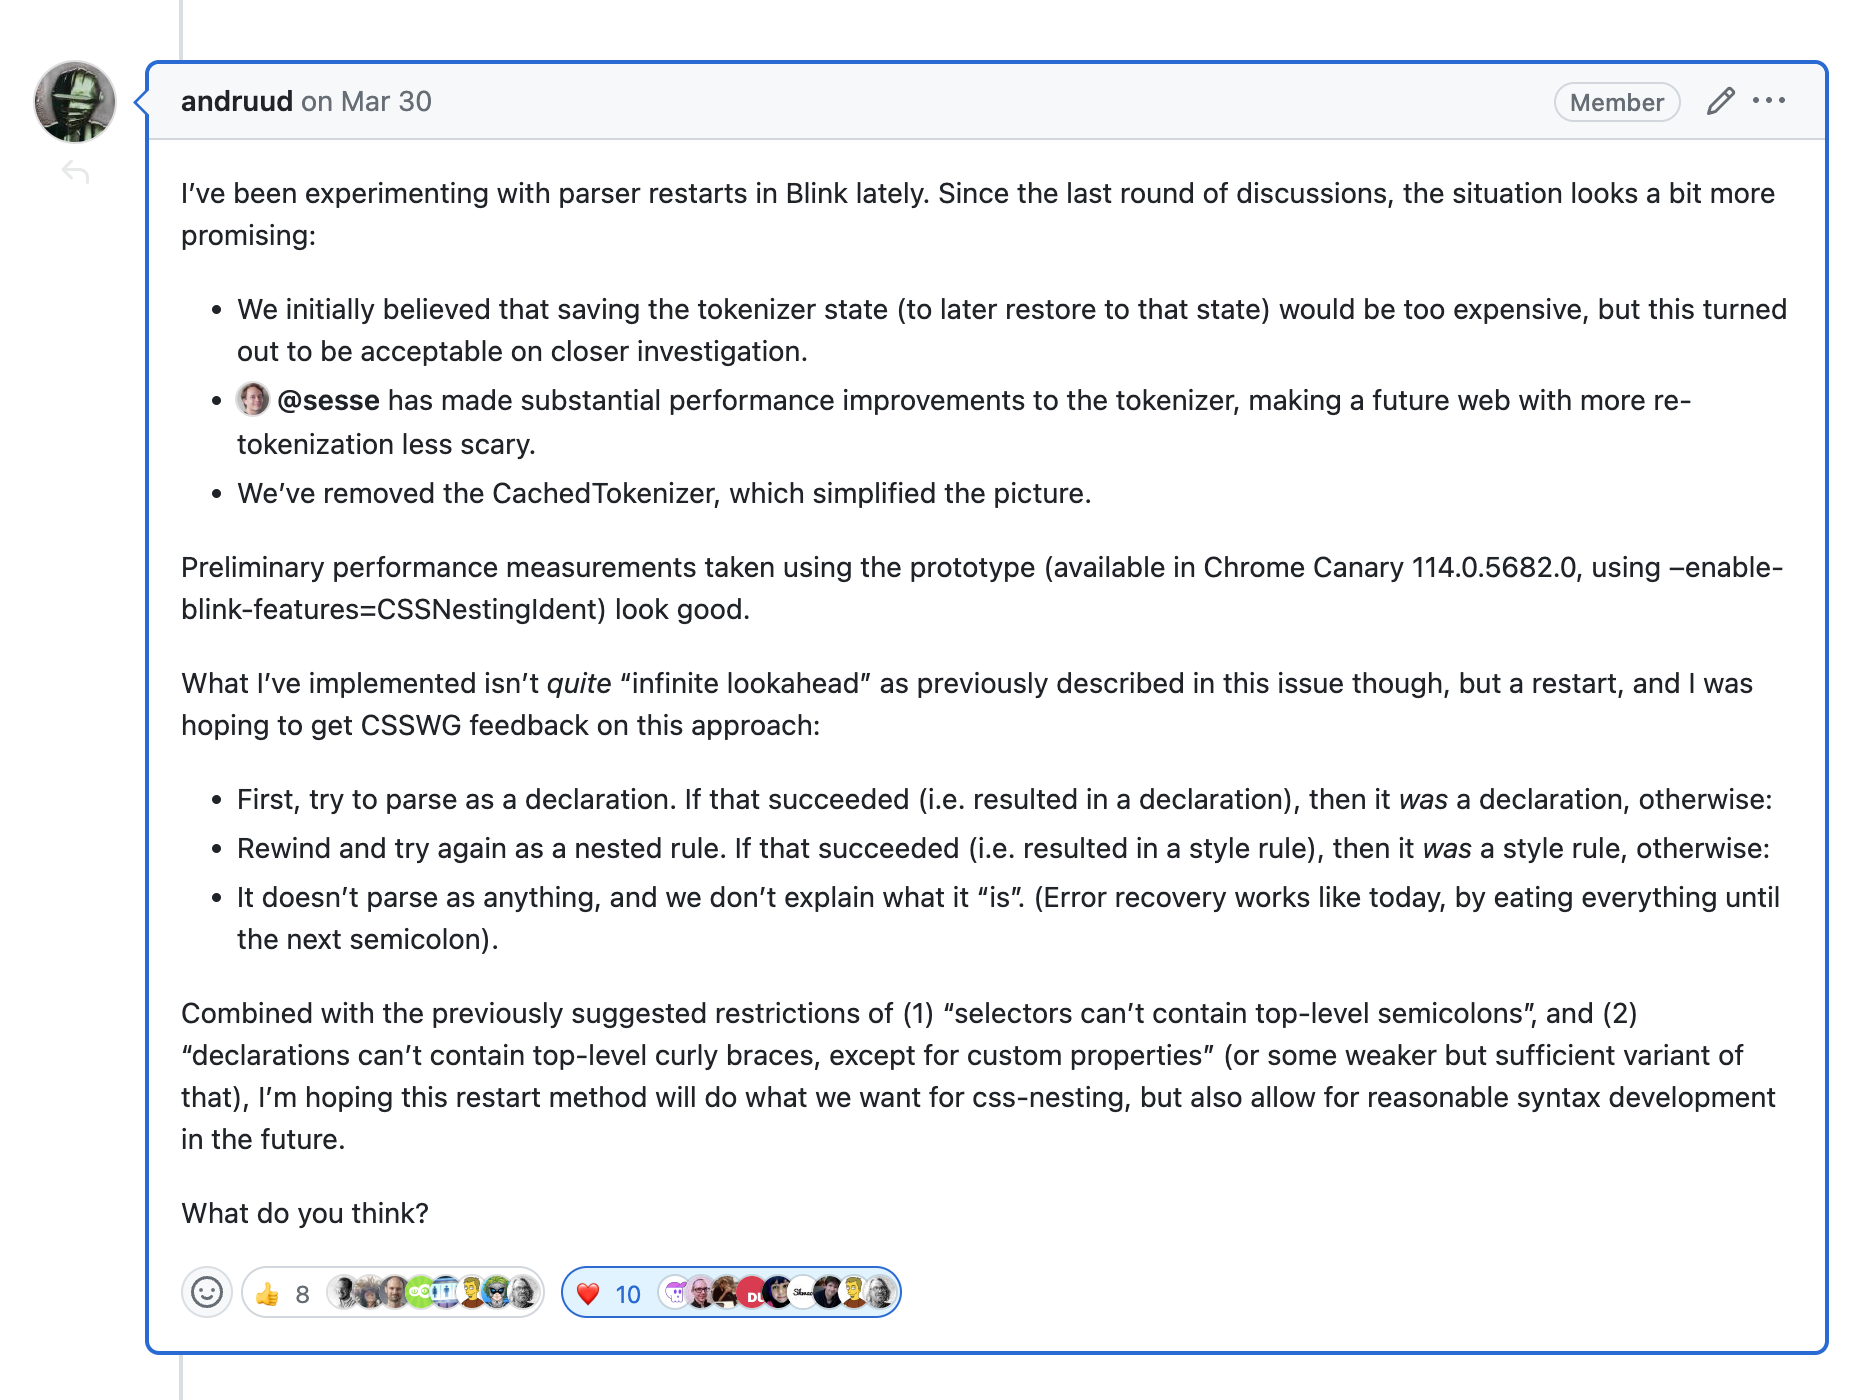 andruud on Mar 30
Member
I’ve been experimenting with parser restarts in Blink lately. Since the last round of discussions, the situation looks a bit more
promising:
• We initially believed that saving the tokenizer state (to later restore to that state) would be too expensive, but this turned
out to be acceptable on closer investigation.
• @sesse has made substantial performance improvements to the tokenizer, making a future web with more re-
tokenization less scary.
• We’ve removed the CachedTokenizer, which simplified the picture.
Preliminary performance measurements taken using the prototype (available in Chrome Canary 114.0.5682.0, using –enable-
blink-features=CSSNestingIdent) look good.
What I’ve implemented isn’t quite “infinite lookahead” as previously described in this issue though, but a restart, and I was
hoping to get CSSWG feedback on this approach:
• First, try to parse as a declaration. If that succeeded (i.e. resulted in a declaration), then it was a declaration, otherwise:
• Rewind and try again as a nested rule. If that succeeded (i.e. resulted in a style rule), then it was a style rule, otherwise:
• It doesn’t parse as anything, and we don’t explain what it “is”. (Error recovery works like today, by eating everything until
the next semicolon).
Combined with the previously suggested restrictions of (1) “selectors can’t contain top-level semicolons”, and (2)
“declarations can’t contain top-level curly braces, except for custom properties” (or some weaker but sufficient variant of
that), I’m hoping this restart method will do what we want for css-nesting, but also allow for reasonable syntax development
in the future.
What do you think?
👍 8 ❤️ 10